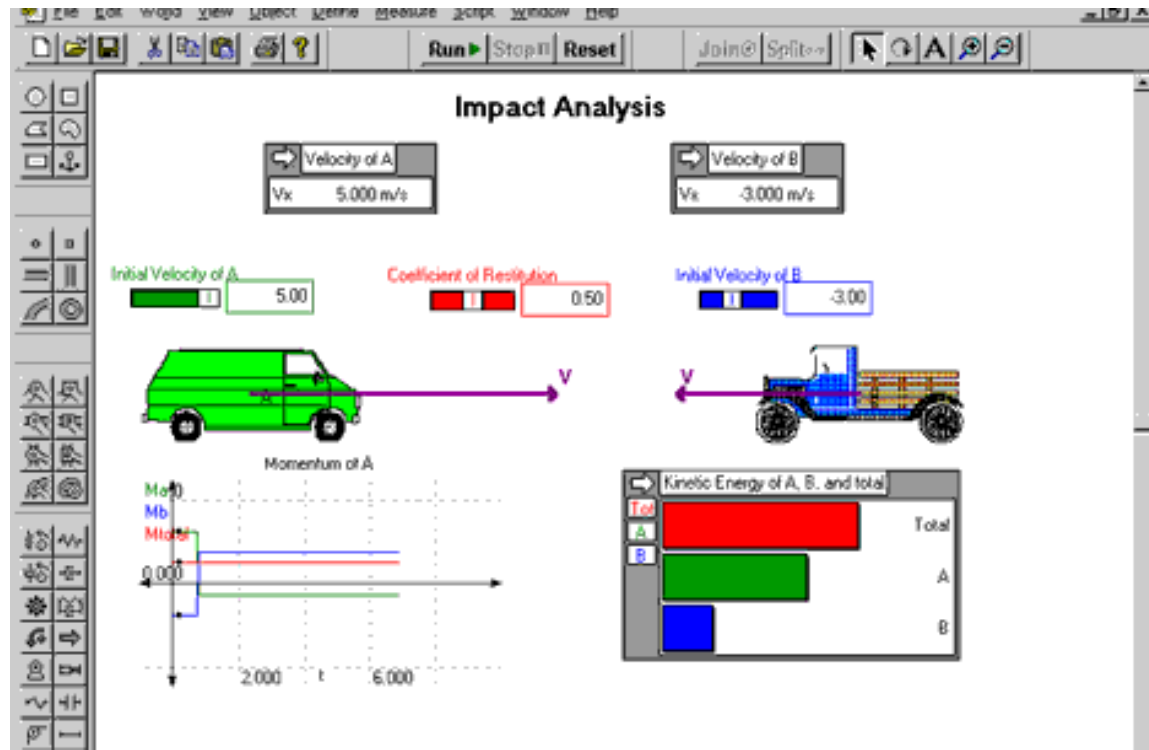 File Edit World View Object Define Measure Script Window Help
Run Stop Reset Join Split A
Impact Analysis
Velocity of A
Vx 5.000 m/s
Velocity of B
Vx -3.000 m/s
Initial Velocity of A
5.00
Coefficient of Restitution
0.50
Initial Velocity of B
-3.00
V
V
Momentum of A
Ma
Mb
Mtotal
0.000
2.000 t 6.000
Kinetic Energy of A, B, and total
Tot
A
B
Total
A
B